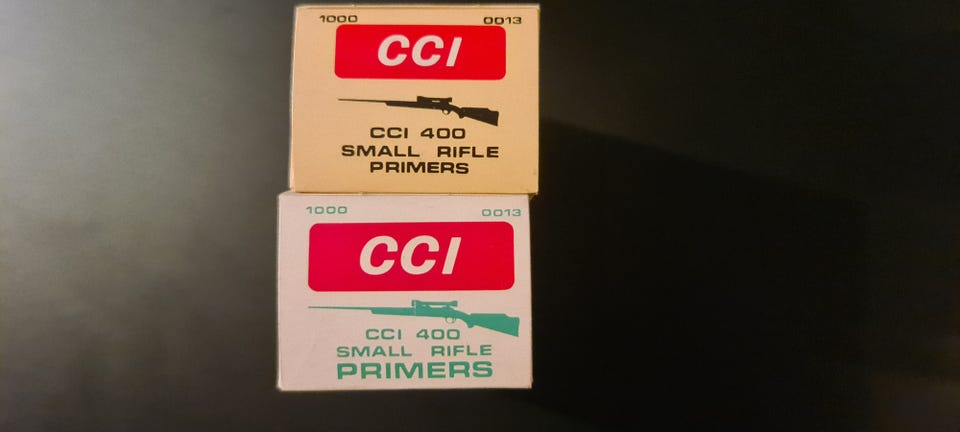 1000 0013
CCI
CCI 400
SMALL RIFLE
PRIMERS
1000 0013
CCI
CCI 400
SMALL RIFLE
PRIMERS